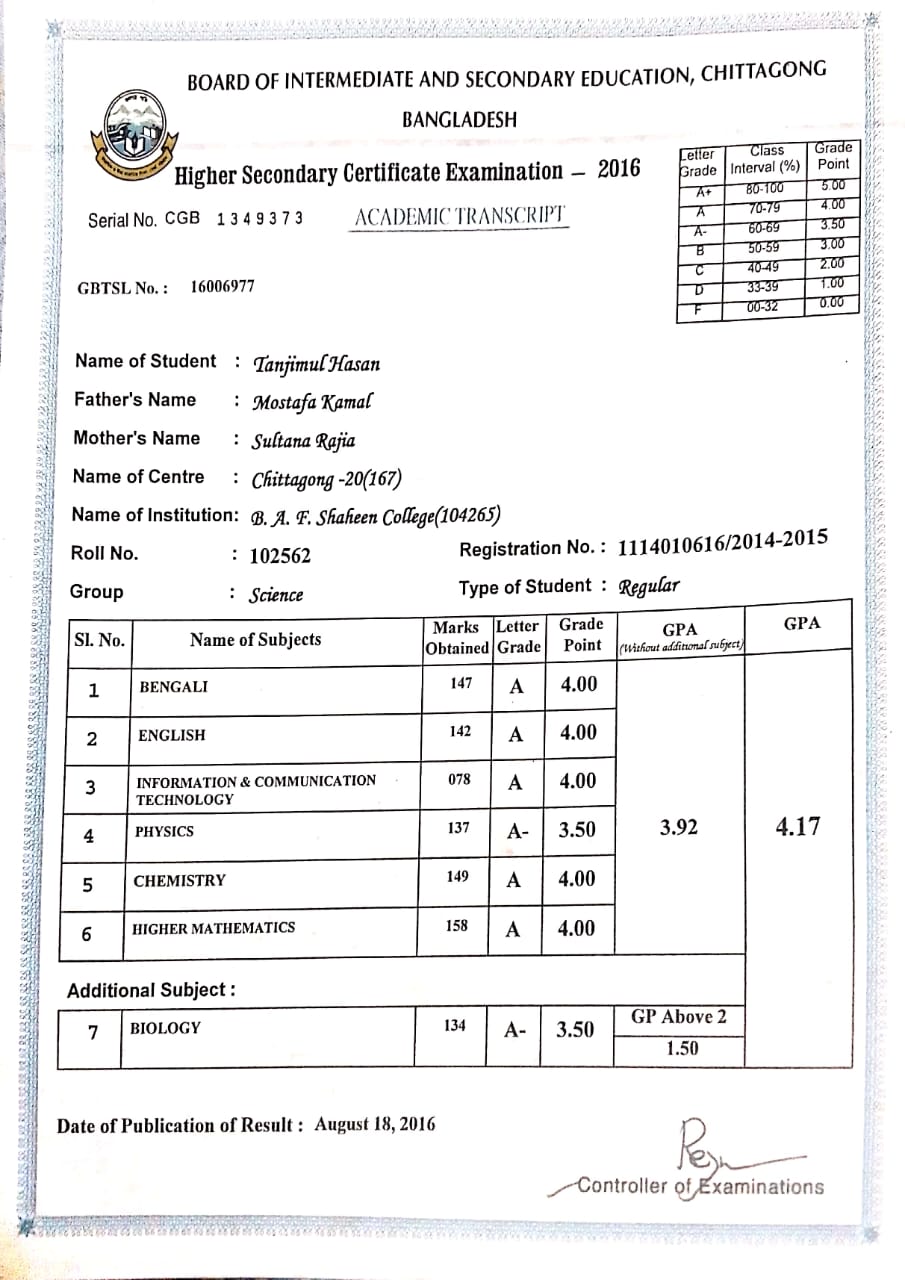 BOARD OF INTERMEDIATE AND SECONDARY EDUCATION, CHITTAGONG
BANGLADESH
Higher Secondary Certificate Examination – 2016
Serial No. CGB 1349373 ACADEMIC TRANSCRIPT
Letter Grade Class Interval (%) Grade Point
A+ 80-100 5.00
A 70-79 4.00
A- 60-69 3.50
B 50-59 3.00
C 40-49 2.00
D 33-39 1.00
F 00-32 0.00
GBTSL No. : 16006977
Name of Student : Tanjimul Hasan
Father's Name : Mostafa Kamal
Mother's Name : Sultana Rajia
Name of Centre : Chittagong -20(167)
Name of Institution: B. A. F. Shaheen College(104265)
Roll No. : 102562 Registration No. : 1114010616/2014-2015
Group : Science Type of Student : Regular
Sl. No. Name of Subjects Marks Obtained Letter Grade Grade Point GPA (Without additional subject) GPA
1 BENGALI 147 A 4.00
2 ENGLISH 142 A 4.00
3 INFORMATION & COMMUNICATION TECHNOLOGY 078 A 4.00
4 PHYSICS 137 A- 3.50 3.92 4.17
5 CHEMISTRY 149 A 4.00
6 HIGHER MATHEMATICS 158 A 4.00
Additional Subject :
7 BIOLOGY 134 A- 3.50 GP Above 2
1.50
Date of Publication of Result : August 18, 2016
Controller of Examinations